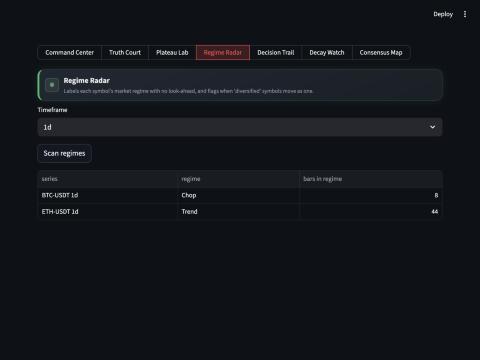 Deploy
Command Center Truth Court Plateau Lab Regime Radar Decision Trail Decay Watch Consensus Map
Regime Radar
Labels each symbol's market regime with no look-ahead, and flags when 'diversified' symbols move as one.
Timeframe
1d
Scan regimes
series regime bars in regime
BTC-USDT 1d Chop 8
ETH-USDT 1d Trend 44